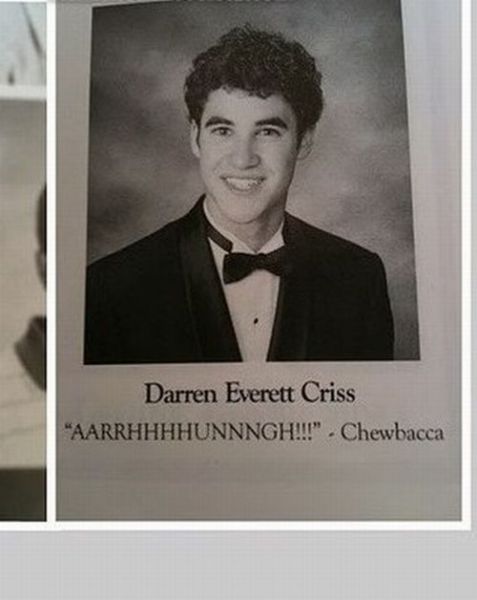 Darren Everett Criss
"AARRHHHHUNNNGH!!!" - Chewbacca